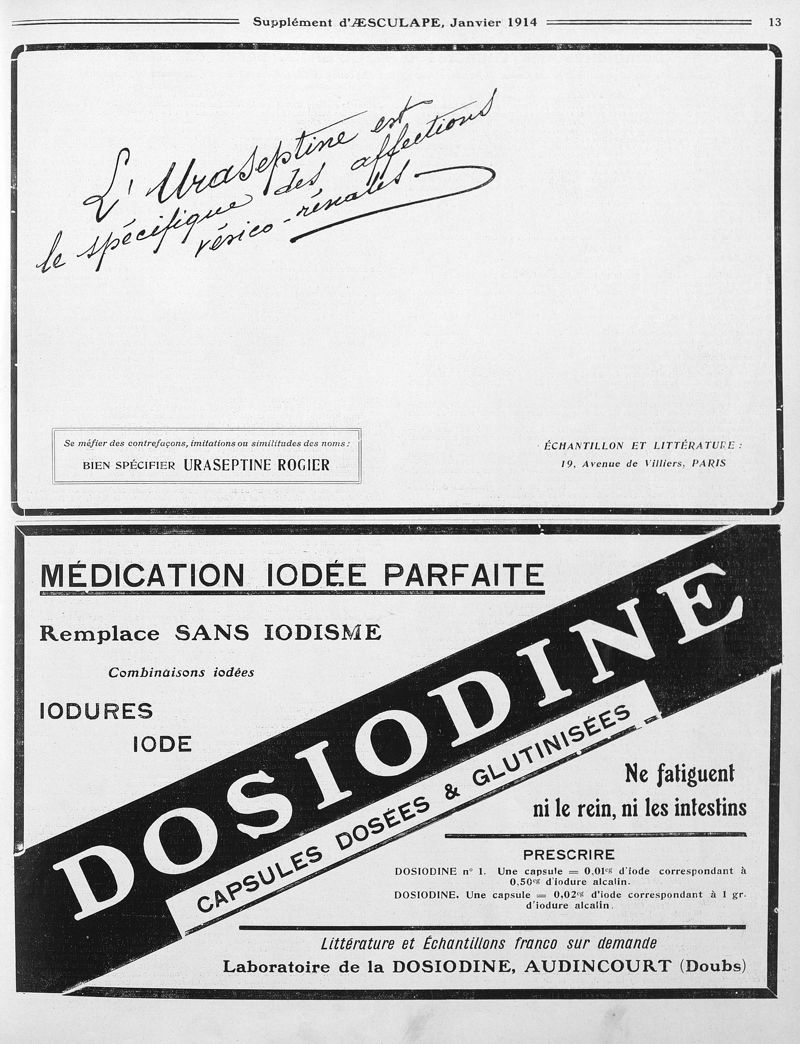 Supplément d'ÆSCULAPE, Janvier 1914
13
L'Uraseptine est
le spécifique des affections
vésico-rénales
Se méfier des contrefaçons, imitations ou similitudes des noms :
BIEN SPÉCIFIER URASEPTINE ROGIER
ÉCHANTILLON ET LITTÉRATURE :
19, Avenue de Villiers, PARIS
MÉDICATION IODÉE PARFAITE
Remplace SANS IODISME
Combinaisons iodées
IODURES
IODE
DOSIODINE
CAPSULES DOSÉES & GLUTINISÉES
Ne fatiguent
ni le rein, ni les intestins
PRESCRIRE
DOSIODINE n° 1. Une capsule = 0,01cg d'iode correspondant à
0,50cg d'iodure alcalin.
DOSIODINE. Une capsule = 0,02cg d'iode correspondant à 1 gr.
d'iodure alcalin.
Littérature et Échantillons franco sur demande
Laboratoire de la DOSIODINE, AUDINCOURT (Doubs)